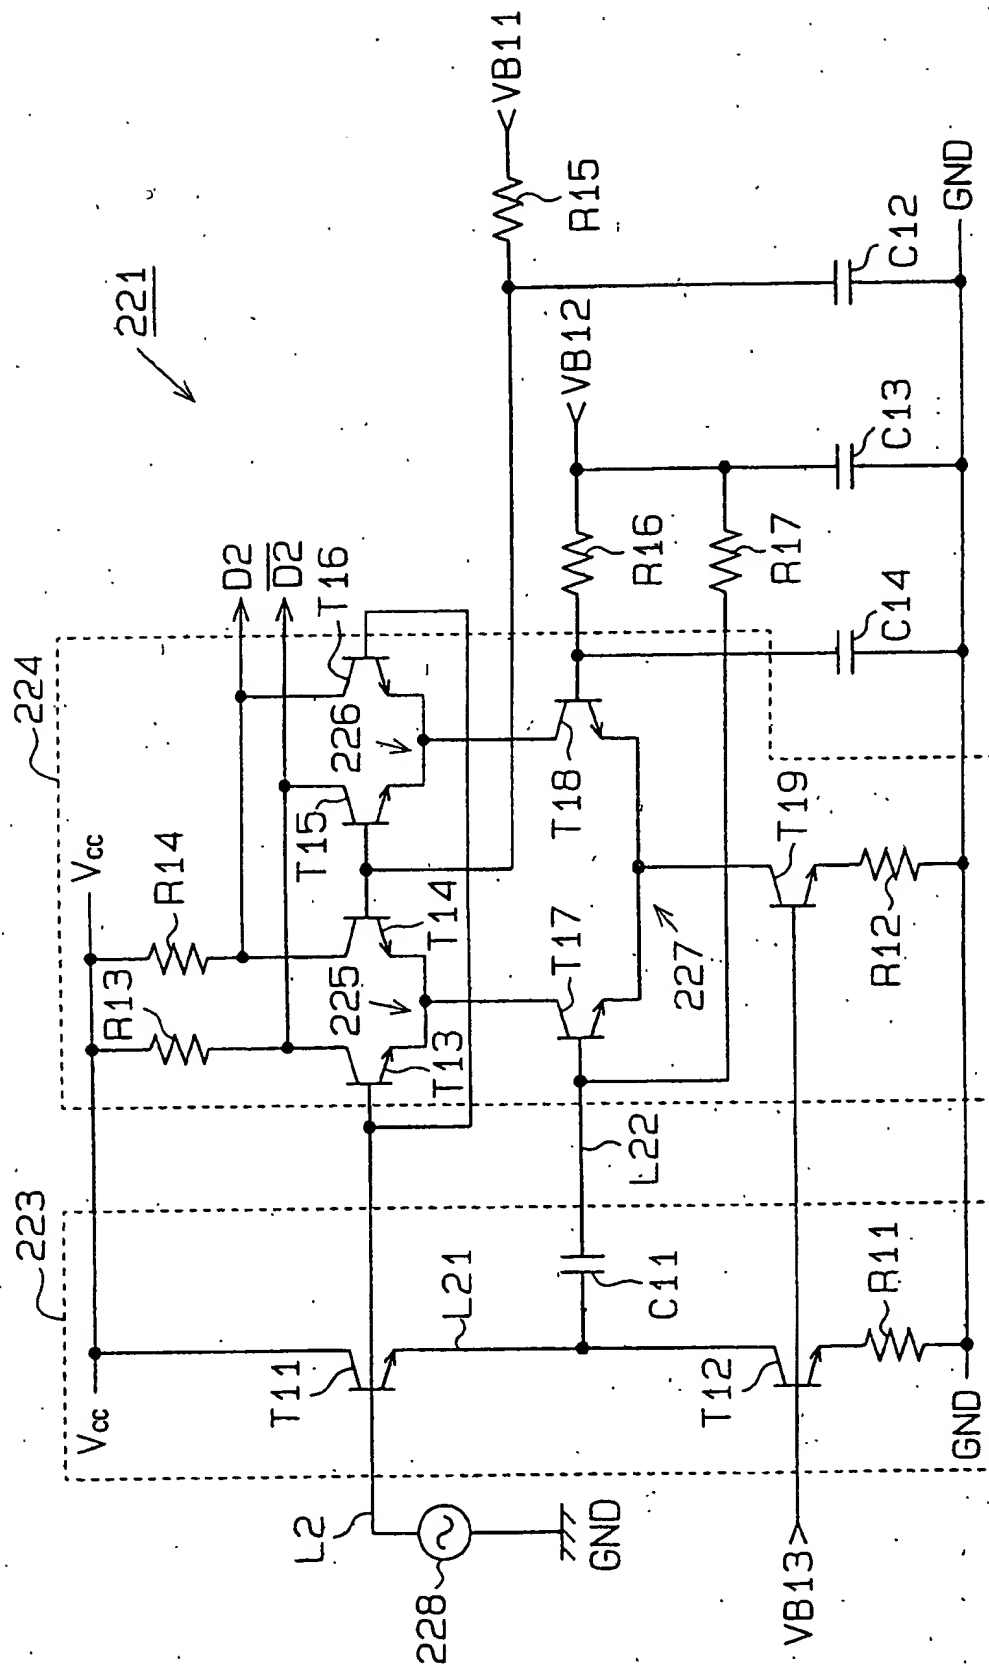 221
223
224
Vcc
Vcc
R13
R14
D2
D2
T11
L2
228
GND
L21
T13
225
T14
T15
226
T16
VB11
R15
VB12
R16
R17
T17
T18
227
L22
C11
T12
VB13
R11
GND
T19
R12
C14
C13
C12
GND